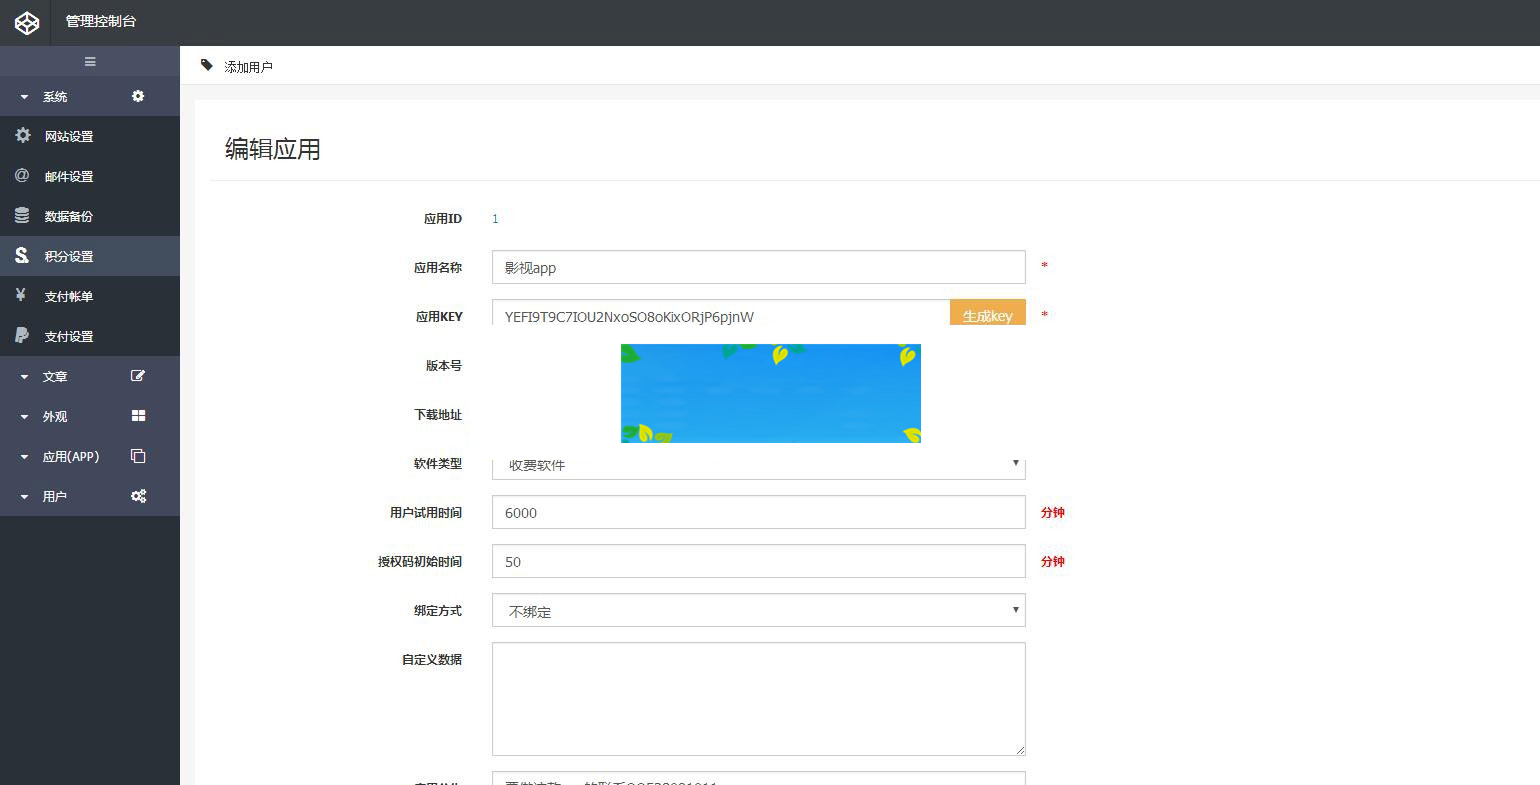 管理控制台
添加用户
系统
网站设置
邮件设置
数据备份
积分设置
支付帐单
支付设置
文章
外观
应用(APP)
用户
编辑应用
应用ID 1
应用名称 影视app *
应用KEY YEFI9T9C7IOU2NxoSO8oKixORjP6pjnW 生成key *
版本号
下载地址
软件类型 收费软件
用户试用时间 6000 分钟
授权码初始时间 50 分钟
绑定方式 不绑定
自定义数据